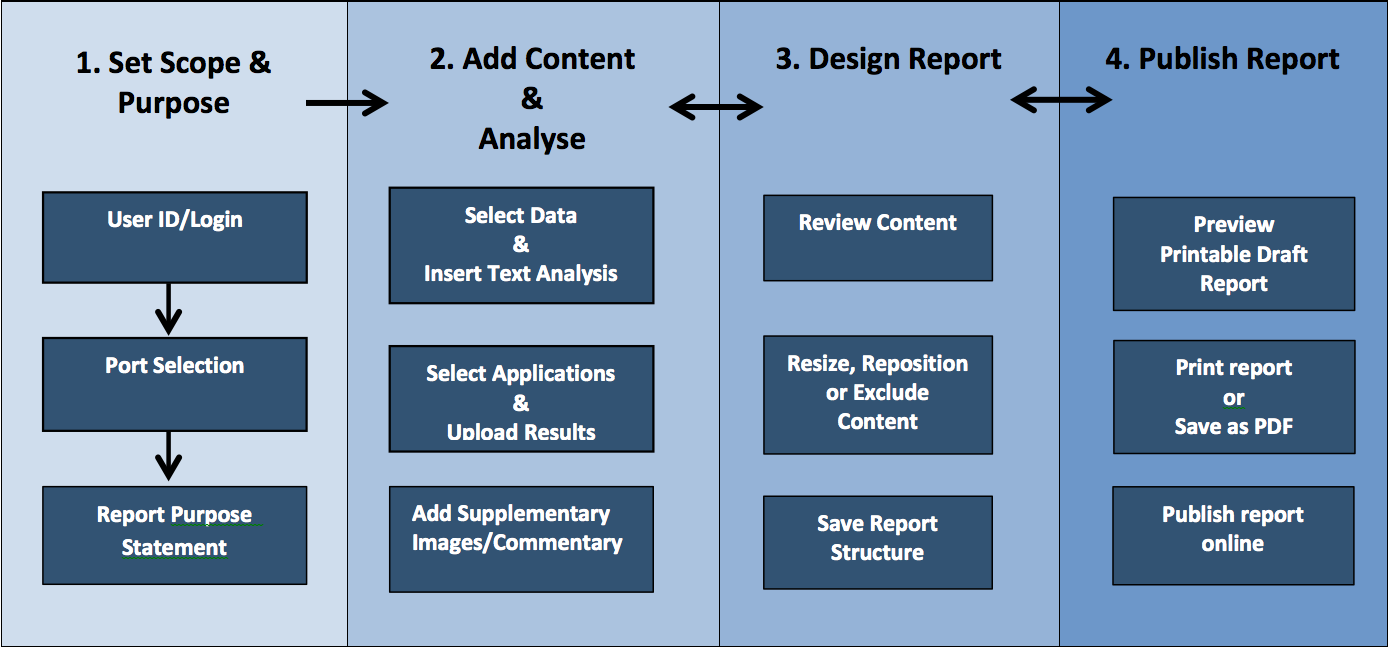 1. Set Scope &
Purpose
User ID/Login
Port Selection
Report Purpose
Statement
2. Add Content
&
Analyse
Select Data
&
Insert Text Analysis
Select Applications
&
Upload Results
Add Supplementary
Images/Commentary
3. Design Report
Review Content
Resize, Reposition
or Exclude
Content
Save Report
Structure
4. Publish Report
Preview
Printable Draft
Report
Print report
or
Save as PDF
Publish report
online